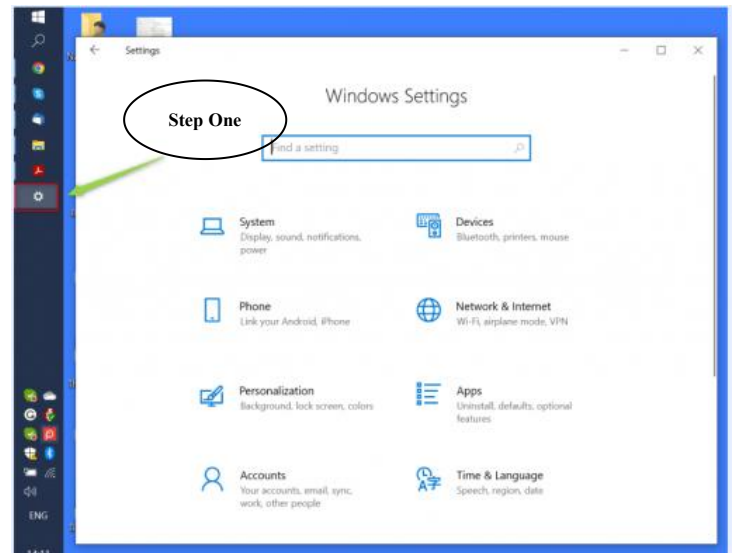 Settings
Windows Settings
Step One
Find a setting
System
Display, sound, notifications,
power
Devices
Bluetooth, printers, mouse
Phone
Link your Android, iPhone
Network & Internet
Wi-Fi, airplane mode, VPN
Personalization
Background, lock screen, colors
Apps
Uninstall, defaults, optional
features
Accounts
Your accounts, email, sync,
work, other people
Time & Language
Speech, region, date
ENG